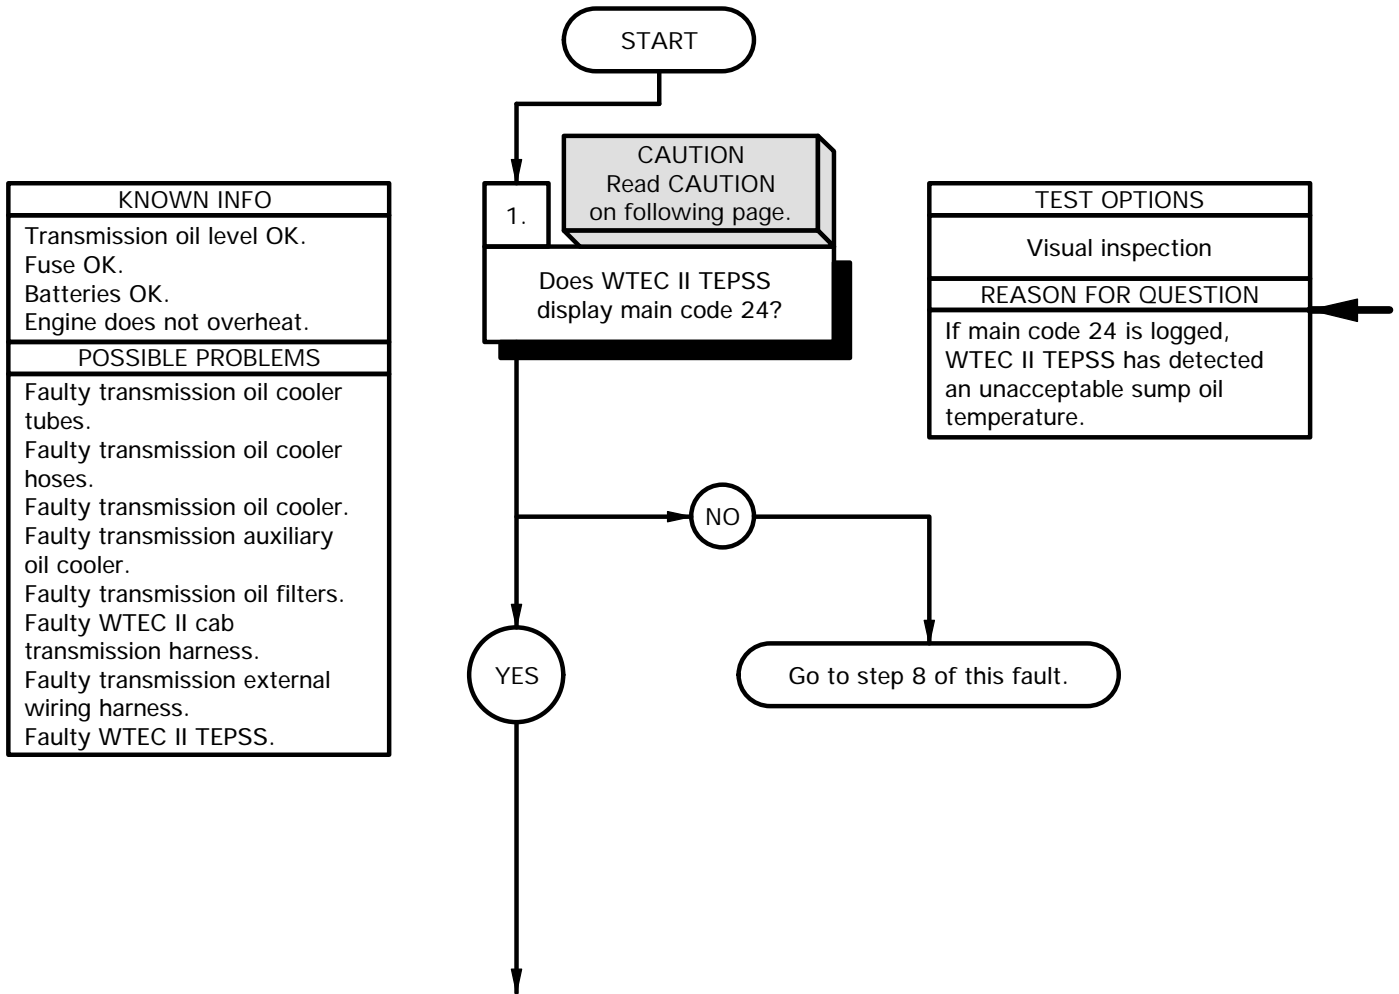 START
KNOWN INFO
Transmission oil level OK.
Fuse OK.
Batteries OK.
Engine does not overheat.
POSSIBLE PROBLEMS
Faulty transmission oil cooler
tubes.
Faulty transmission oil cooler
hoses.
Faulty transmission oil cooler.
Faulty transmission auxiliary
oil cooler.
Faulty transmission oil filters.
Faulty WTEC II cab
transmission harness.
Faulty transmission external
wiring harness.
Faulty WTEC II TEPSS.
CAUTION
Read CAUTION
on following page.
1.
Does WTEC II TEPSS
display main code 24?
TEST OPTIONS
Visual inspection
REASON FOR QUESTION
If main code 24 is logged,
WTEC II TEPSS has detected
an unacceptable sump oil
temperature.
NO
YES
Go to step 8 of this fault.